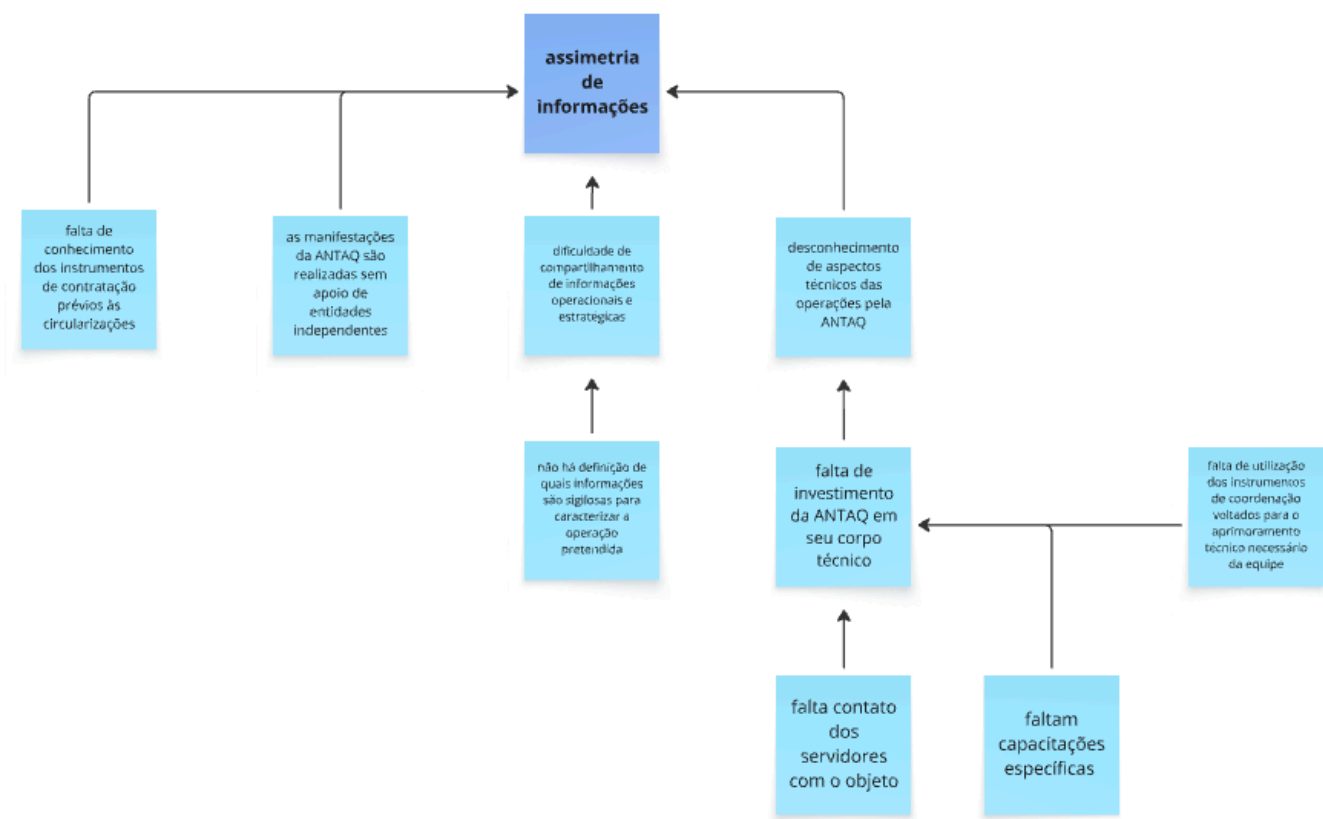 assimetria
de
informações
falta de
conhecimento
dos instrumentos
de contratação
prévios às
circularizações
as manifestações
da ANTAQ são
realizadas sem
apoio de
entidades
independentes
dificuldade de
compartilhamento
de informações
operacionais e
estratégicas
desconhecimento
de aspectos
técnicos das
operações pela
ANTAQ
não há definição de
quais informações
são sigilosas para
caracterizar a
operação
pretendida
falta de
investimento
da ANTAQ em
seu corpo
técnico
falta de utilização
dos instrumentos
de coordenação
voltados para o
aprimoramento
técnico necessário
da equipe
falta contato
dos
servidores
com o objeto
faltam
capacitações
específicas